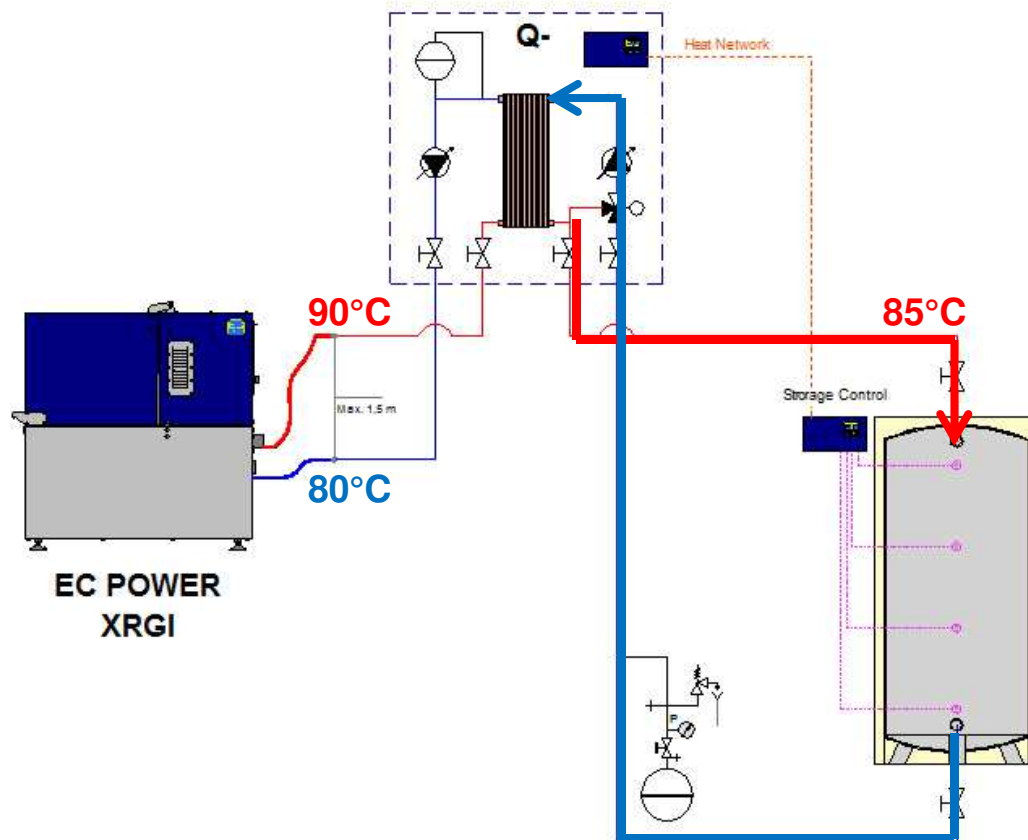 Q-
Heat Network
90°C
85°C
Max. 1,5 m
Storage Control
80°C
EC POWER
XRGI
P